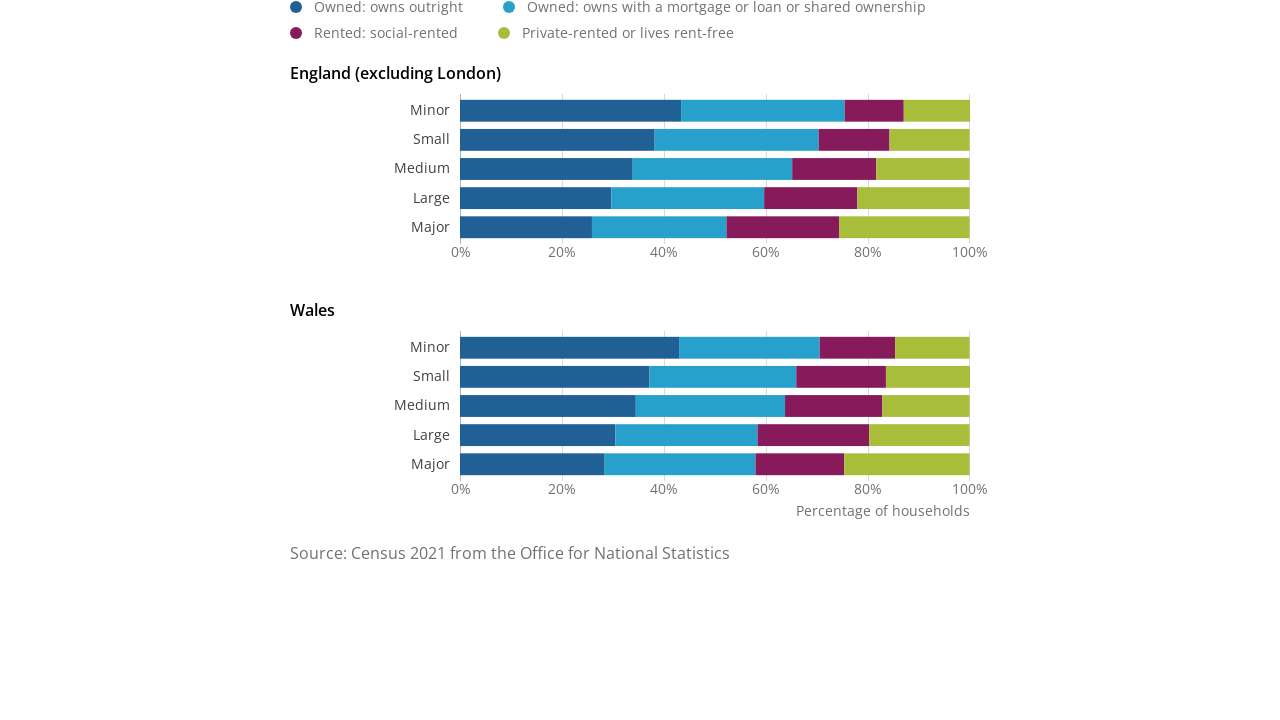 Owned: owns outright Owned: owns with a mortgage or loan or shared ownership
Rented: social-rented Private-rented or lives rent-free
England (excluding London)
Minor
Small
Medium
Large
Major
0% 20% 40% 60% 80% 100%
Wales
Minor
Small
Medium
Large
Major
0% 20% 40% 60% 80% 100%
Percentage of households
Source: Census 2021 from the Office for National Statistics